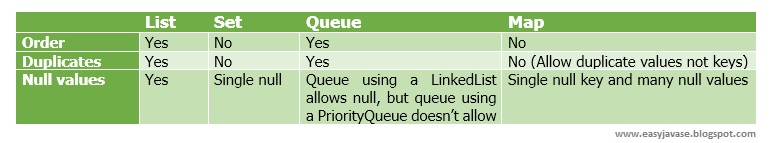 List Set Queue Map
Order Yes No Yes No
Duplicates Yes No Yes No (Allow duplicate values not keys)
Null values Yes Single null Queue using a LinkedList Single null key and many null values
allows null, but queue using
a PriorityQueue doesn't allow
www.easyjavase.blogspot.com